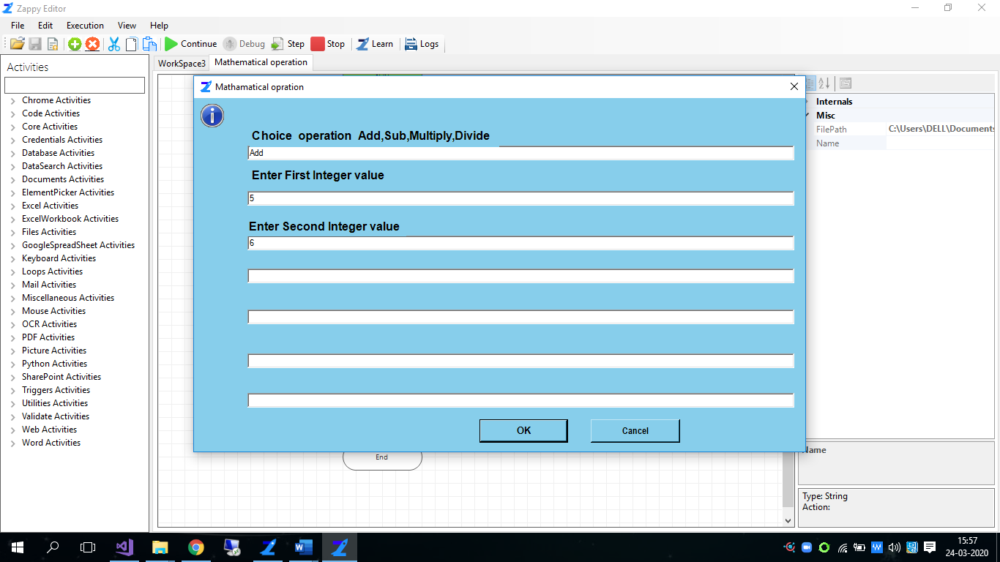 Zappy Editor
File Edit Execution View Help
Continue Debug Step Stop Learn Logs
Activities
WorkSpace3 Mathematical operation
Chrome Activities
Code Activities
Core Activities
Credentials Activities
Database Activities
DataSearch Activities
Documents Activities
ElementPicker Activities
Excel Activities
ExcelWorkbook Activities
Files Activities
GoogleSpreadSheet Activities
Keyboard Activities
Loops Activities
Mail Activities
Miscellaneous Activities
Mouse Activities
OCR Activities
PDF Activities
Picture Activities
Python Activities
SharePoint Activities
Triggers Activities
Utilities Activities
Validate Activities
Web Activities
Word Activities
Mathamatical opration
Choice operation Add,Sub,Multiply,Divide
Add
Enter First Integer value
5
Enter Second Integer value
6
OK Cancel
End
Internals
Misc
FilePath C:\Users\DELL\Documents
Name
Name
Type: String
Action:
15:57
24-03-2020